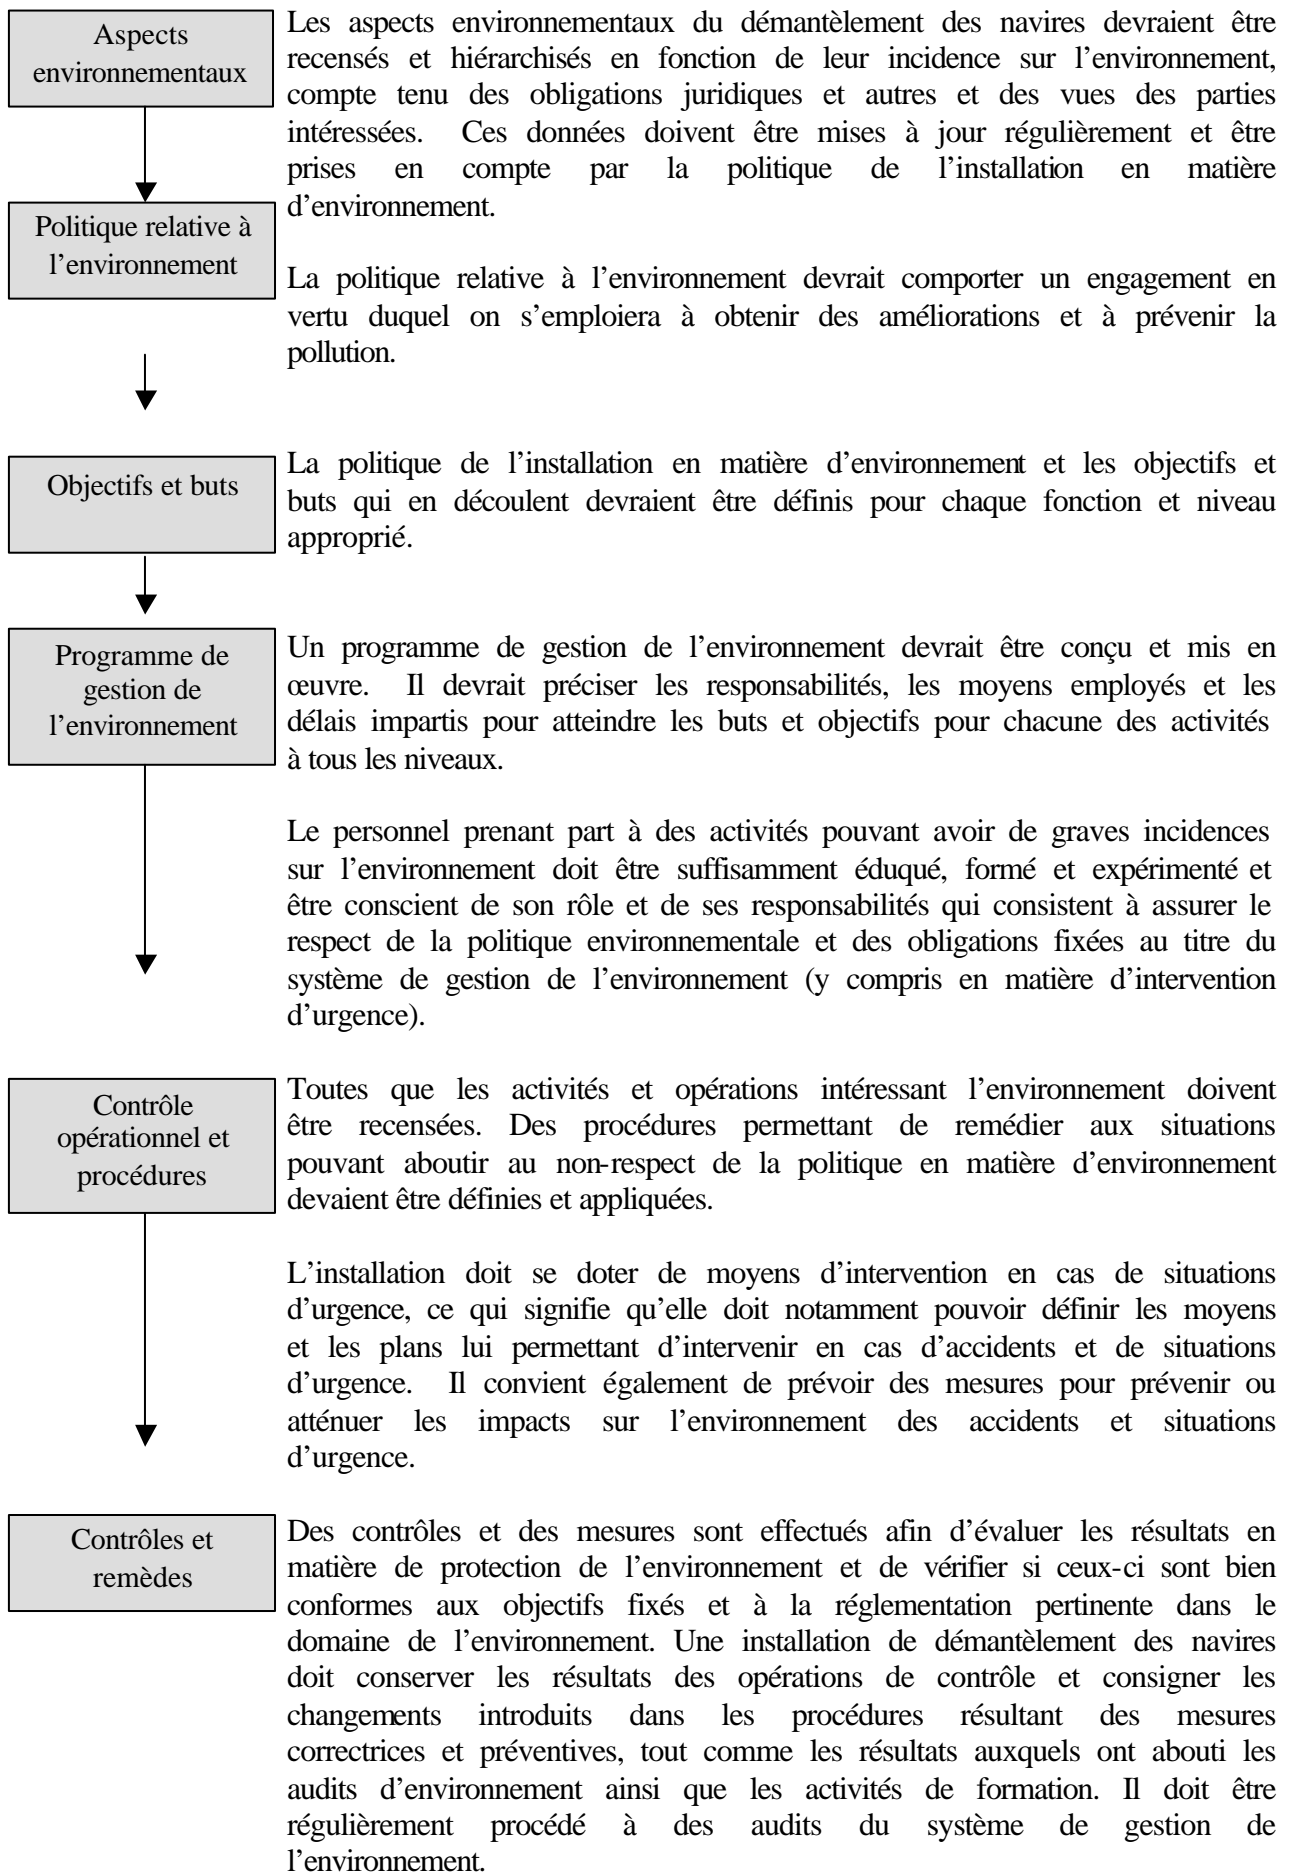 Aspects
environnementaux
Les aspects environnementaux du démantèlement des navires devraient être
recensés et hiérarchisés en fonction de leur incidence sur l’environnement,
compte tenu des obligations juridiques et autres et des vues des parties
intéressées. Ces données doivent être mises à jour régulièrement et être
prises en compte par la politique de l’installation en matière
d’environnement.
Politique relative à
l’environnement
La politique relative à l’environnement devrait comporter un engagement en
vertu duquel on s’emploiera à obtenir des améliorations et à prévenir la
pollution.
Objectifs et buts
La politique de l’installation en matière d’environnement et les objectifs et
buts qui en découlent devraient être définis pour chaque fonction et niveau
approprié.
Programme de
gestion de
l’environnement
Un programme de gestion de l’environnement devrait être conçu et mis en
œuvre. Il devrait préciser les responsabilités, les moyens employés et les
délais impartis pour atteindre les buts et objectifs pour chacune des activités
à tous les niveaux.
Le personnel prenant part à des activités pouvant avoir de graves incidences
sur l’environnement doit être suffisamment éduqué, formé et expérimenté et
être conscient de son rôle et de ses responsabilités qui consistent à assurer le
respect de la politique environnementale et des obligations fixées au titre du
système de gestion de l’environnement (y compris en matière d’intervention
d’urgence).
Contrôle
opérationnel et
procédures
Toutes que les activités et opérations intéressant l’environnement doivent
être recensées. Des procédures permettant de remédier aux situations
pouvant aboutir au non-respect de la politique en matière d’environnement
devaient être définies et appliquées.
L’installation doit se doter de moyens d’intervention en cas de situations
d’urgence, ce qui signifie qu’elle doit notamment pouvoir définir les moyens
et les plans lui permettant d’intervenir en cas d’accidents et de situations
d’urgence. Il convient également de prévoir des mesures pour prévenir ou
atténuer les impacts sur l’environnement des accidents et situations
d’urgence.
Contrôles et
remèdes
Des contrôles et des mesures sont effectués afin d’évaluer les résultats en
matière de protection de l’environnement et de vérifier si ceux-ci sont bien
conformes aux objectifs fixés et à la réglementation pertinente dans le
domaine de l’environnement. Une installation de démantèlement des navires
doit conserver les résultats des opérations de contrôle et consigner les
changements introduits dans les procédures résultant des mesures
correctrices et préventives, tout comme les résultats auxquels ont abouti les
audits d’environnement ainsi que les activités de formation. Il doit être
régulièrement procédé à des audits du système de gestion de
l’environnement.